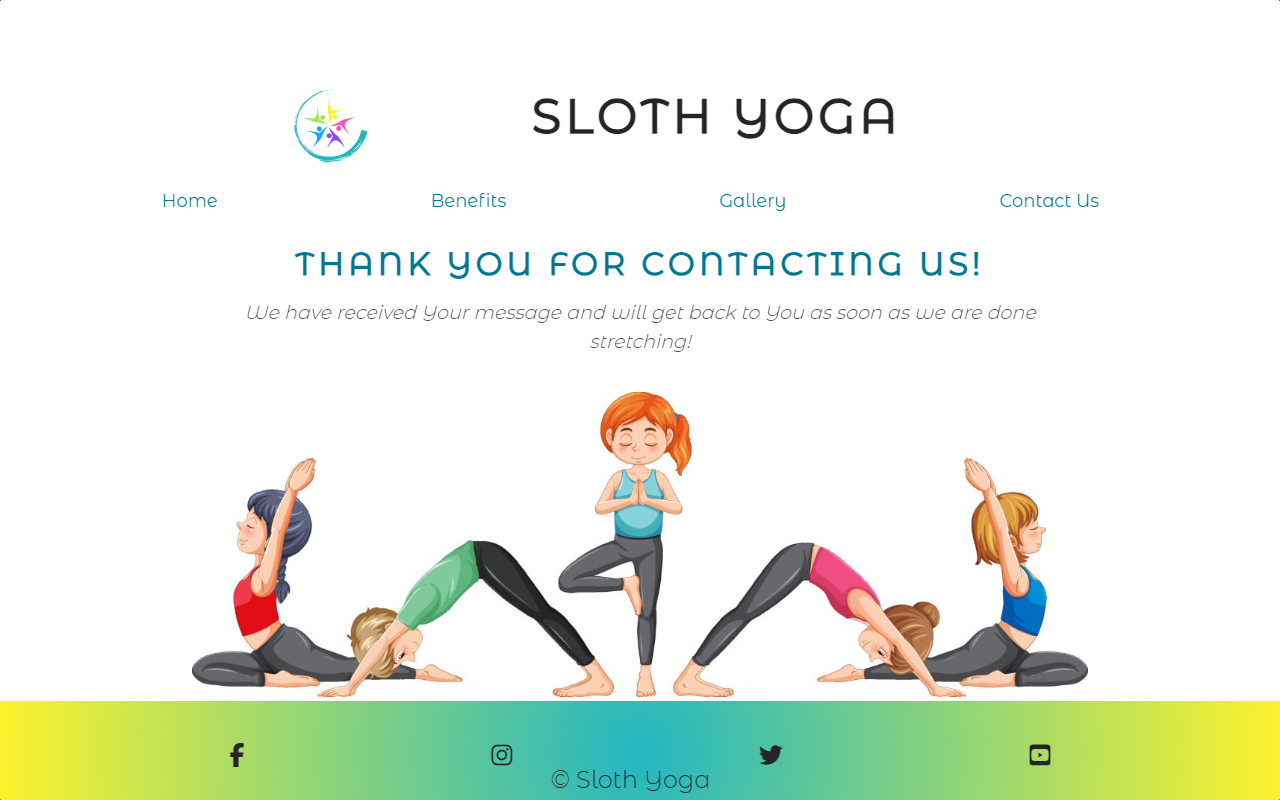 SLOTH YOGA
Home Benefits Gallery Contact Us
THANK YOU FOR CONTACTING US!
We have received Your message and will get back to You as soon as we are done
stretching!
© Sloth Yoga